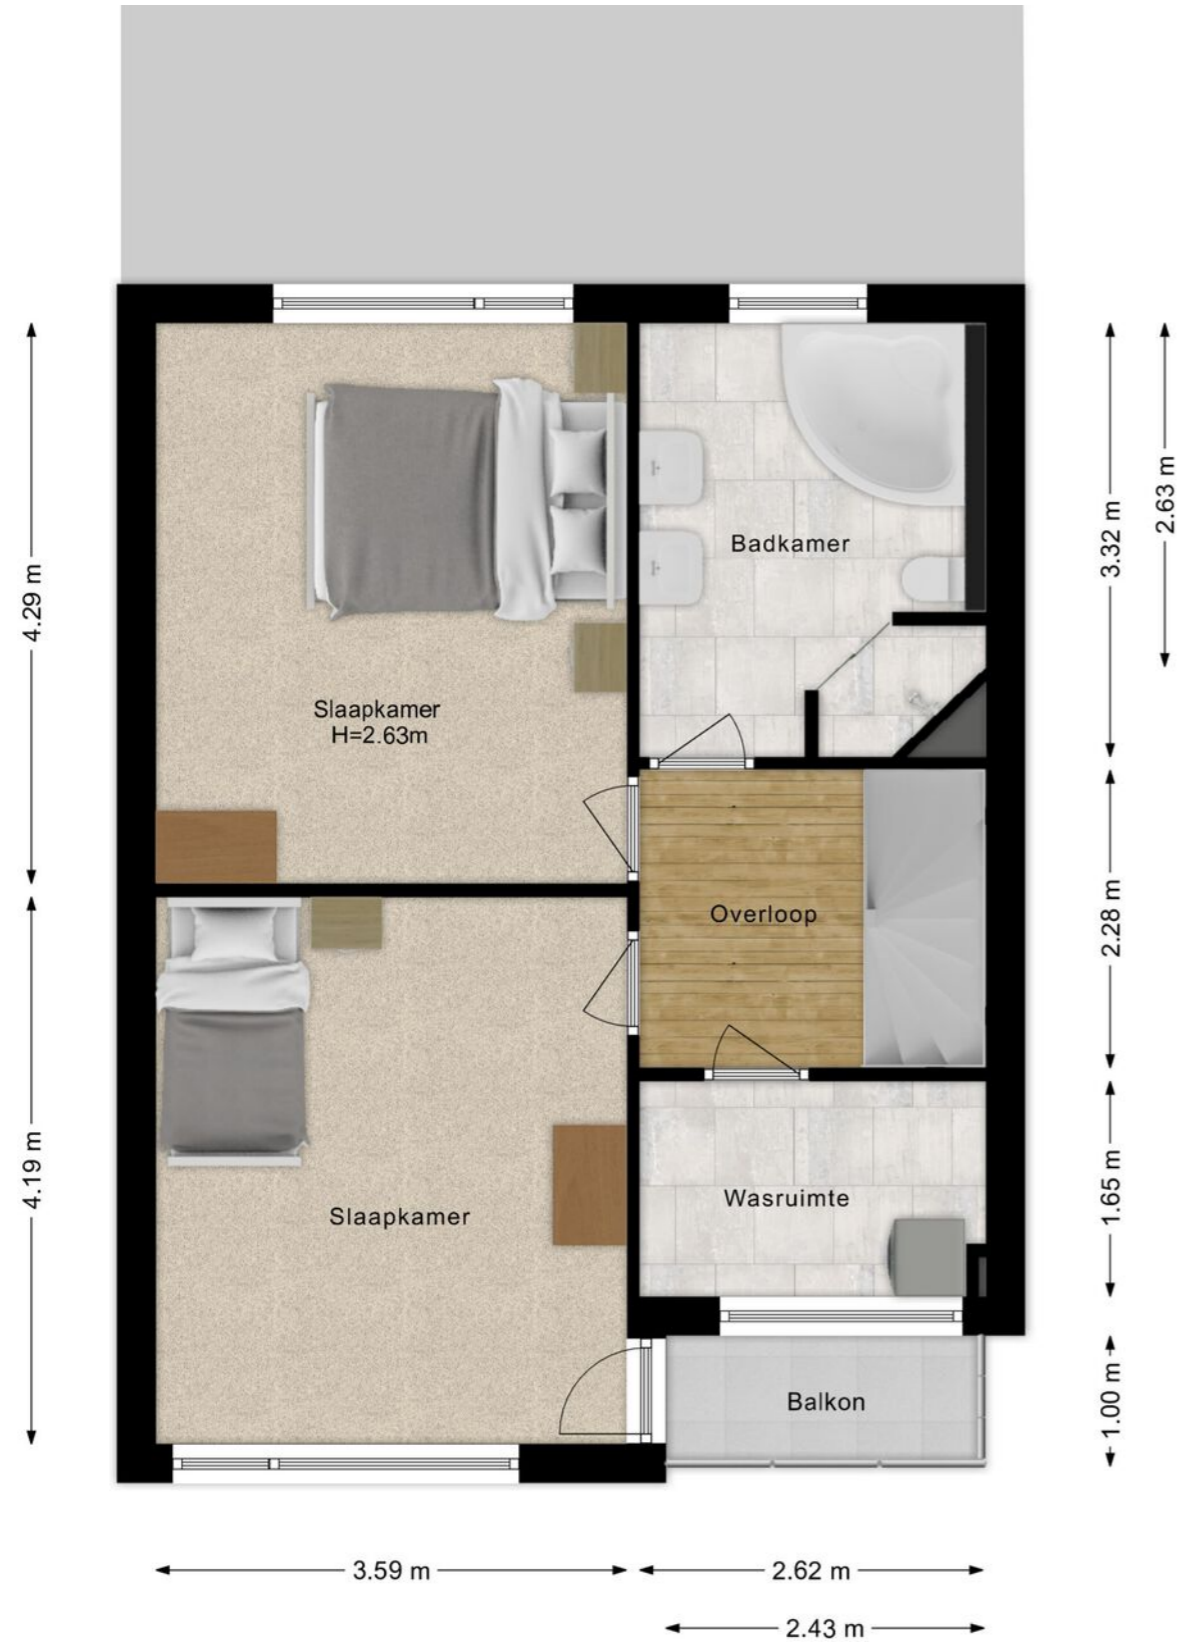 Badkamer
Slaapkamer
H=2.63m
Overloop
Wasruimte
Slaapkamer
Balkon
4.29 m
4.19 m
3.32 m
2.63 m
2.28 m
1.65 m
1.00 m
3.59 m
2.62 m
2.43 m